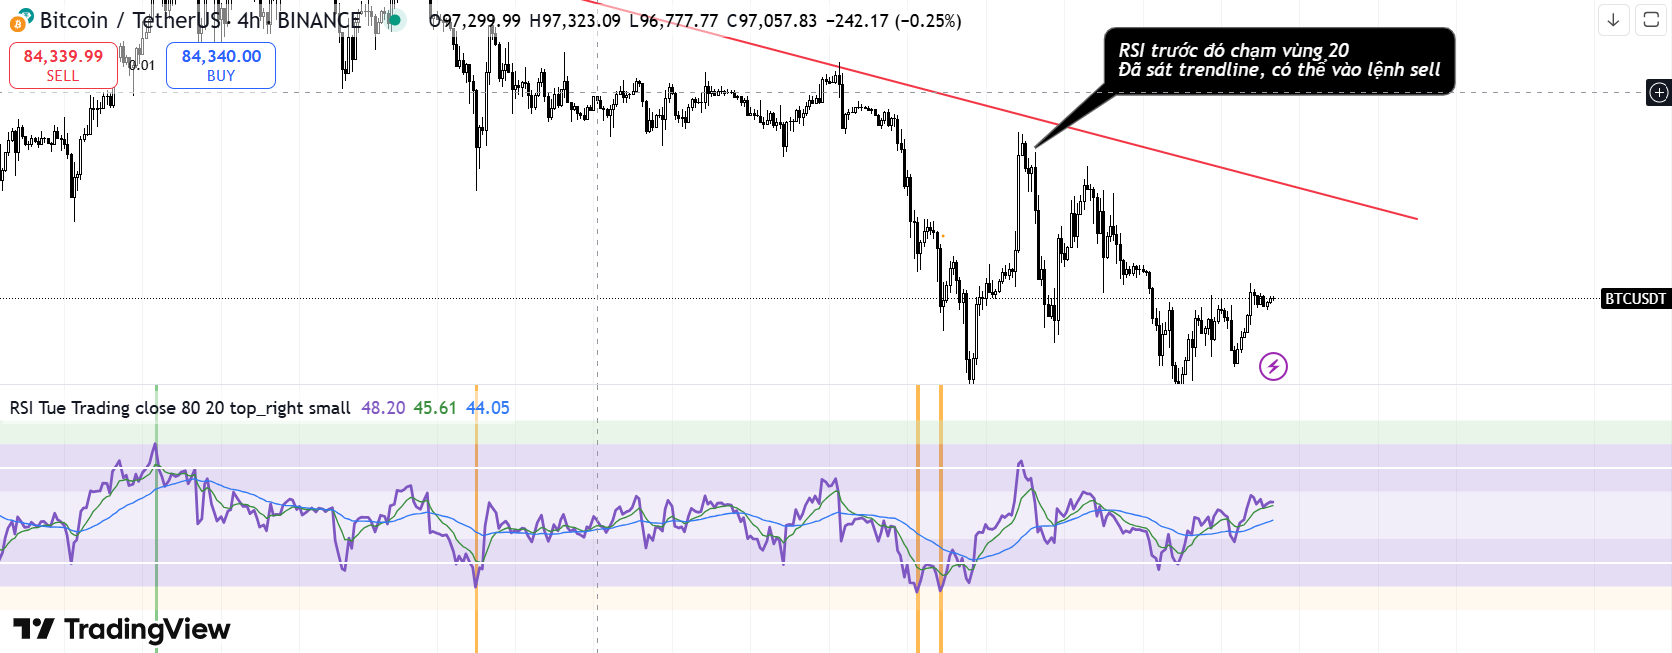 Bitcoin / TetherUS · 4h · BINANCE O97,299.99 H97,323.09 L96,777.77 C97,057.83 −242.17 (−0.25%)
84,339.99
SELL
0.01
84,340.00
BUY
RSI trước đó chạm vùng 20
Đã sát trendline, có thể vào lệnh sell
BTCUSDT
RSI Tue Trading close 80 20 top_right small 48.20 45.61 44.05
TradingView